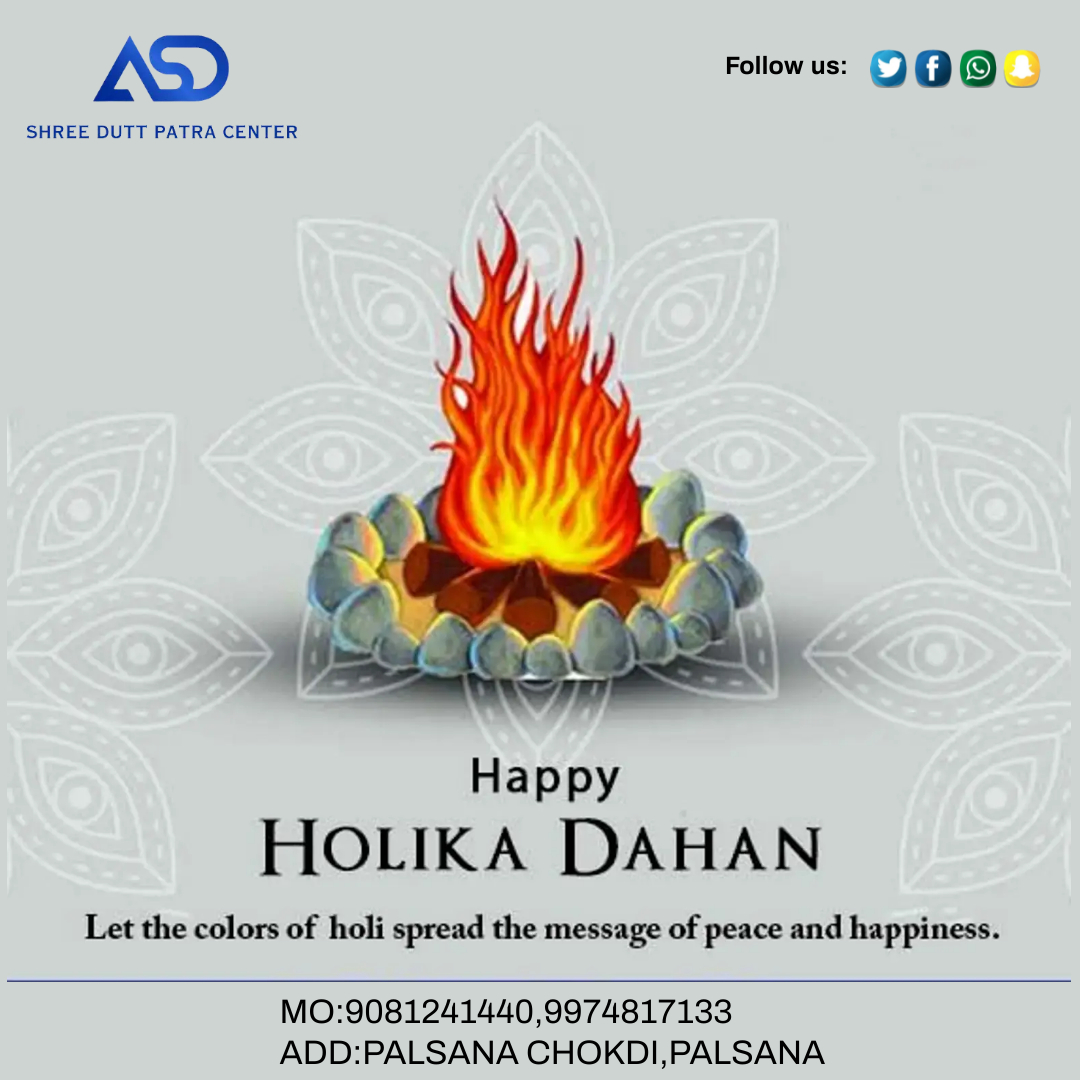 ASD
SHREE DUTT PATRA CENTER
Follow us:
Happy
HOLIKA DAHAN
Let the colors of holi spread the message of peace and happiness.
MO:9081241440,9974817133
ADD:PALSANA CHOKDI,PALSANA